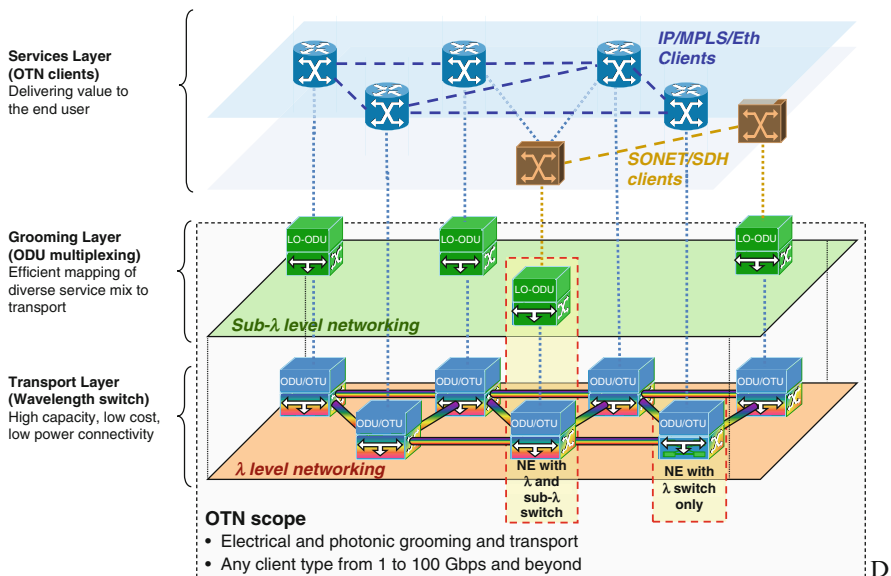 Services Layer
(OTN clients)
Delivering value to
the end user
IP/MPLS/Eth
Clients
SONET/SDH
clients
Grooming Layer
(ODU multiplexing)
Efficient mapping of
diverse service mix to
transport
LO-ODU
LO-ODU
LO-ODU
LO-ODU
Sub-λ level networking
Transport Layer
(Wavelength switch)
High capacity, low cost,
low power connectivity,
ODU/OTU
ODU/OTU
ODU/OTU
ODU/OTU
ODU/OTU
ODU/OTU
ODU/OTU
λ level networking
NE with
λ and
sub-λ
switch
NE with
λ switch
only
OTN scope
• Electrical and photonic grooming and transport
• Any client type from 1 to 100 Gbps and beyond
D